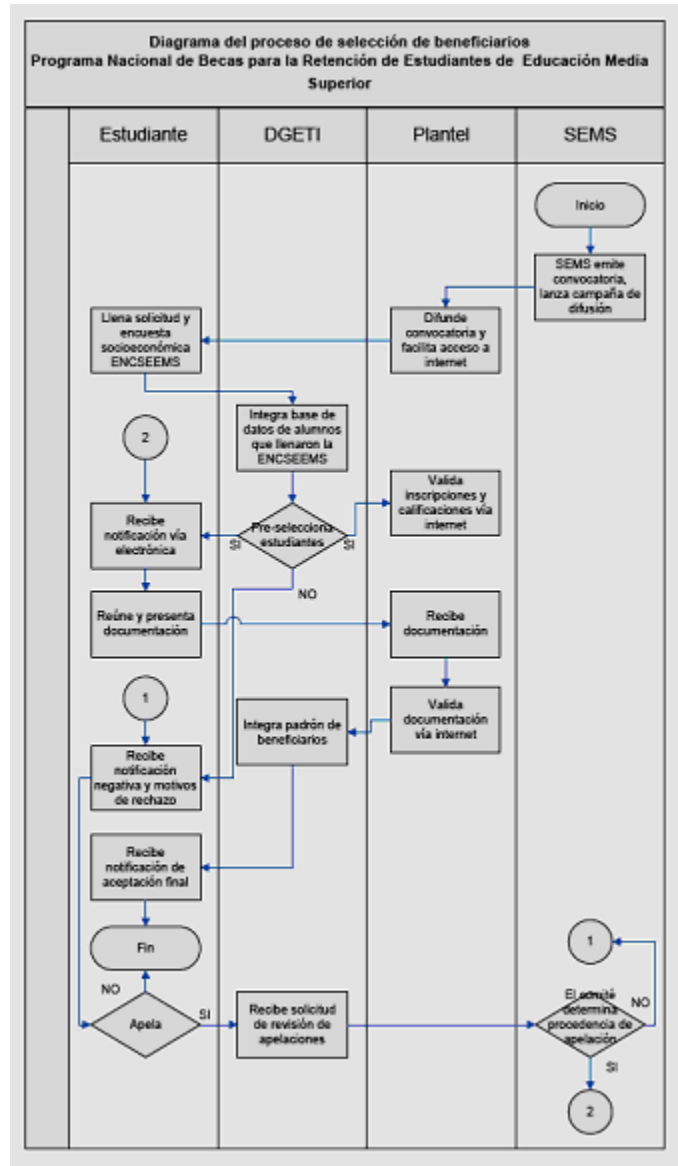 Diagrama del proceso de selección de beneficiarios
Programa Nacional de Becas para la Retención de Estudiantes de Educación Media
Superior
Estudiante
DGETI
Plantel
SEMS
Inicio
SEMS emite
convocatoria,
lanza campaña de
difusión
Difunde
convocatoria y
facilita acceso a
internet
Llena solicitud y
encuesta
socioeconómica
ENCSEEMS
Integra base de
datos de alumnos
que llenaron la
ENCSEEMS
2
Valida
inscripciones y
calificaciones vía
internet
Pre-selecciona
estudiantes
SI
SI
NO
Recibe
notificación vía
electrónica
Reúne y presenta
documentación
Recibe
documentación
1
Valida
documentación
vía internet
Integra padrón de
beneficiarios
Recibe
notificación
negativa y motivos
de rechazo
Recibe
notificación de
aceptación final
Fin
NO
Apela
SI
Recibe solicitud
de revisión de
apelaciones
1
El comité
determina
procedencia de
apelación
NO
SI
2